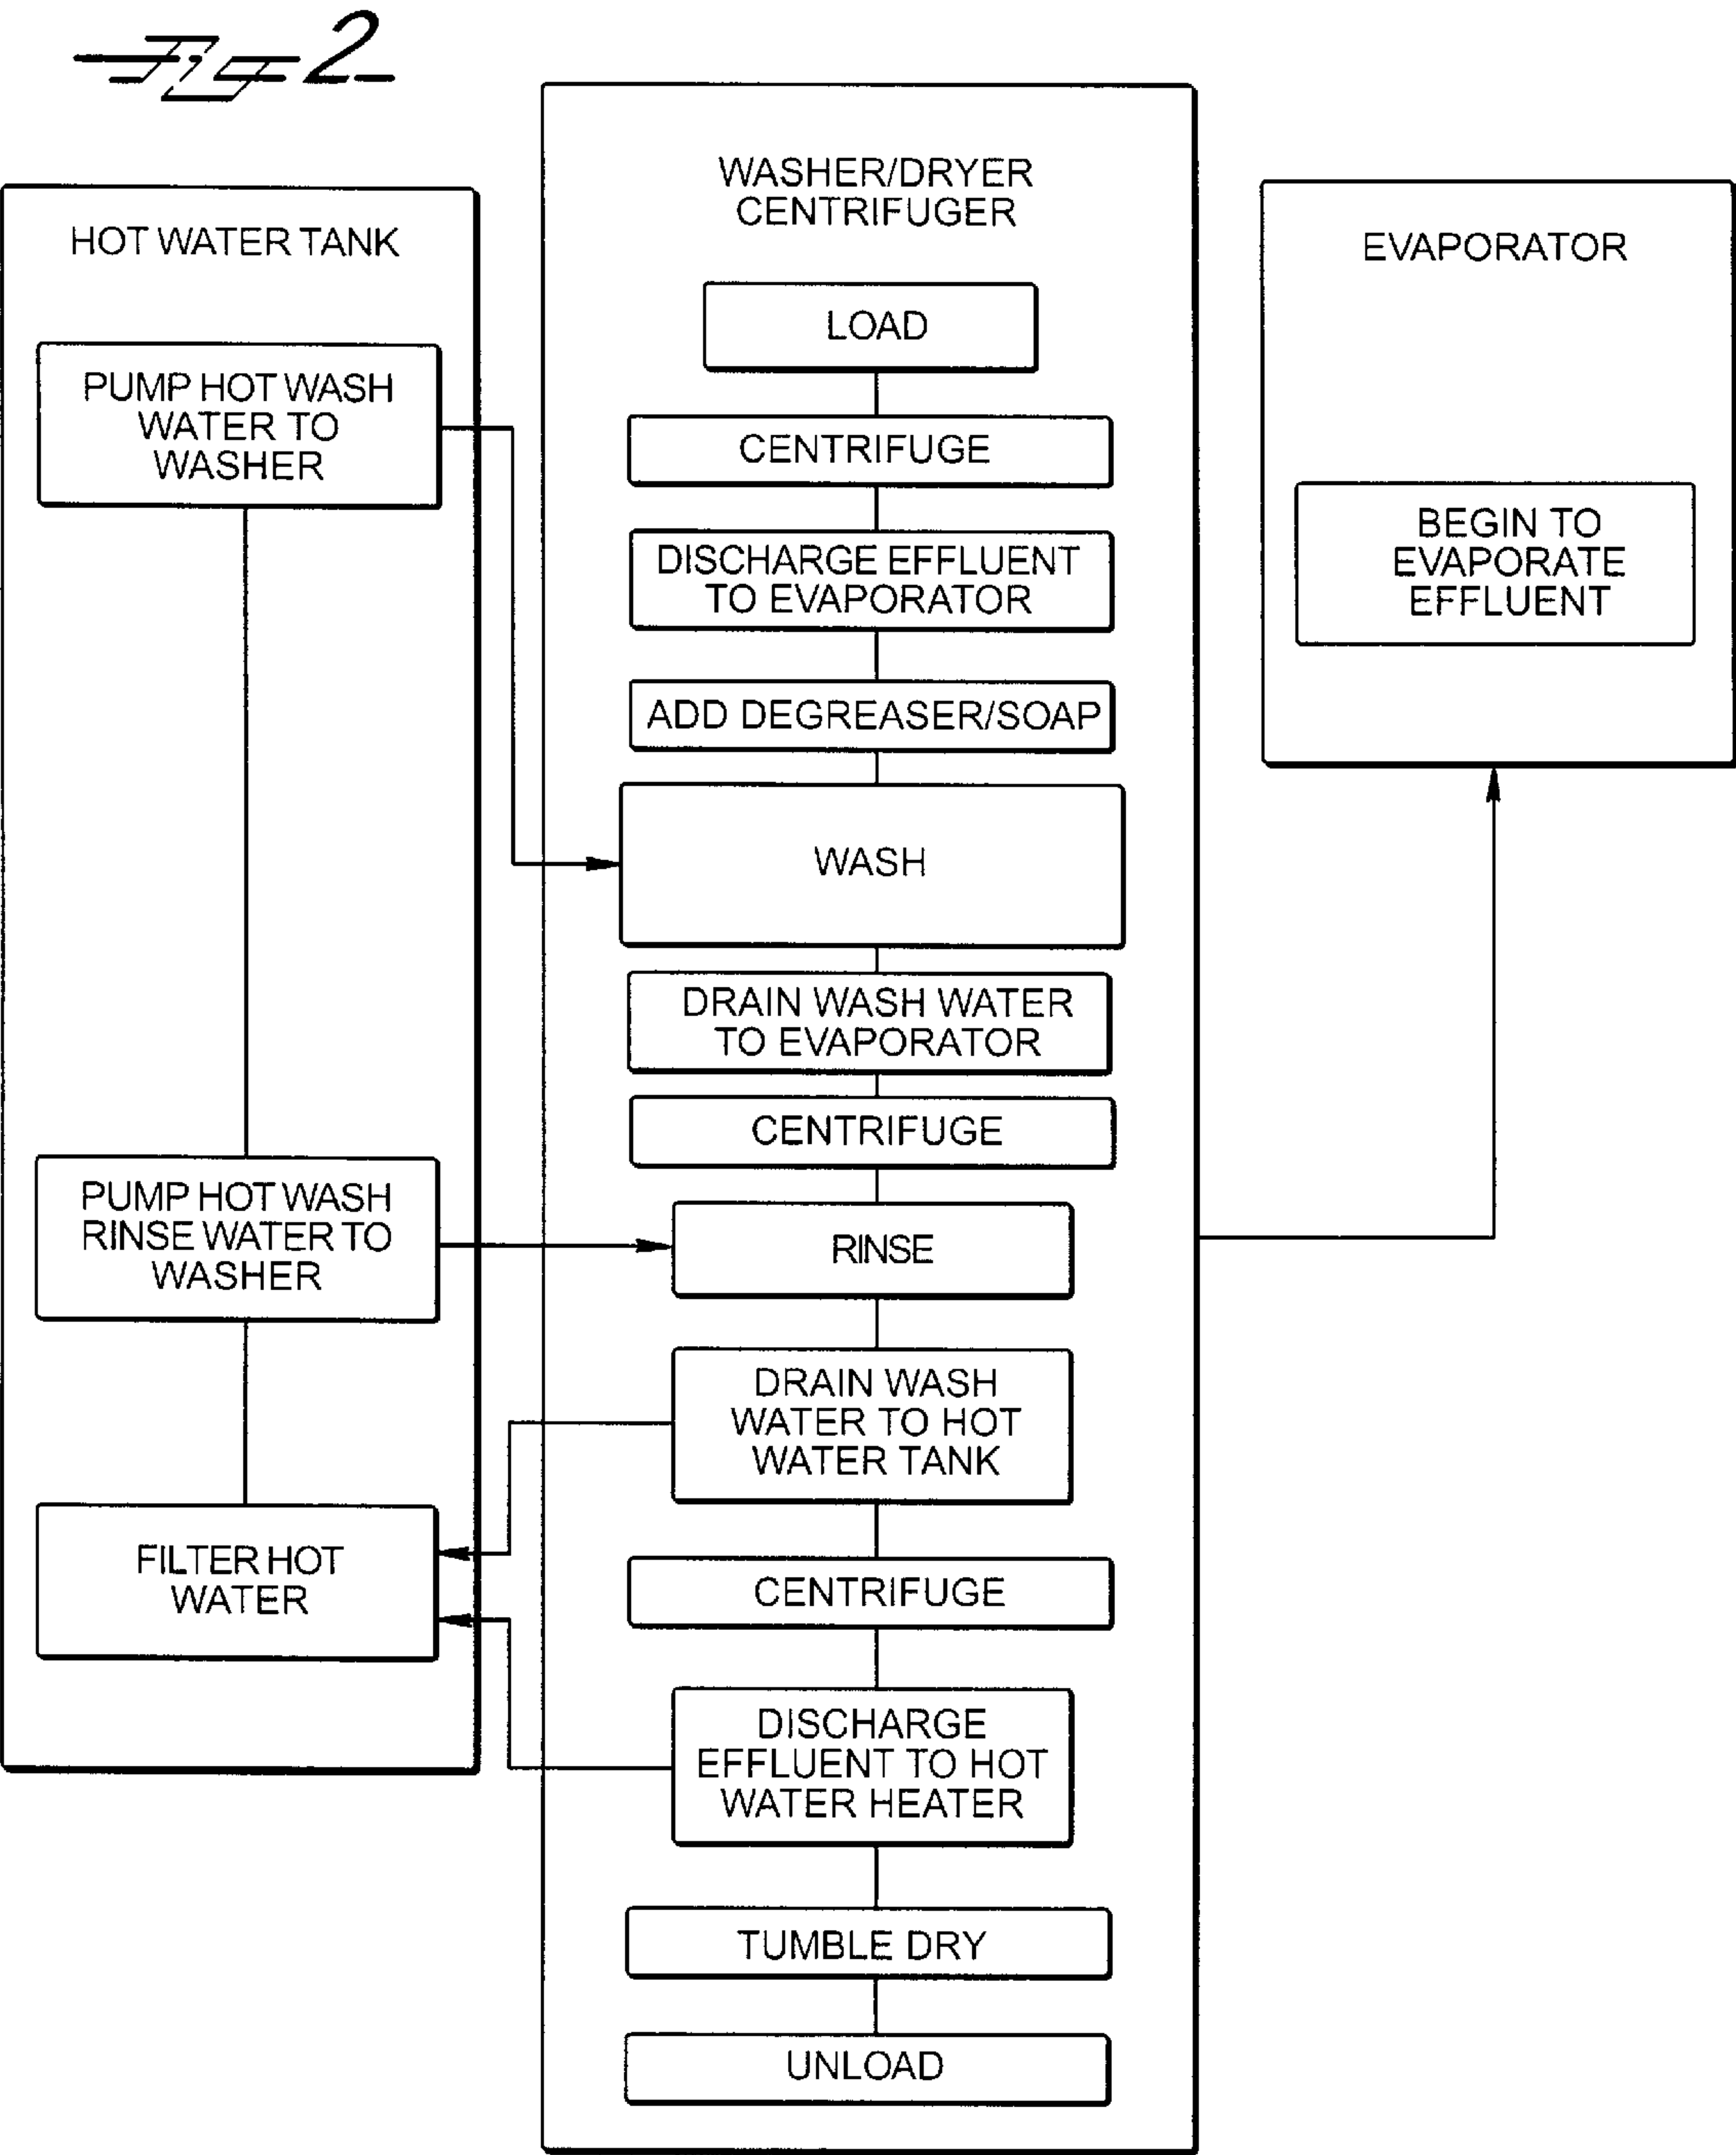 Fig 2
HOT WATER TANK
PUMP HOT WASH
WATER TO
WASHER
PUMP HOT WASH
RINSE WATER TO
WASHER
FILTER HOT
WATER
WASHER/DRYER
CENTRIFUGER
LOAD
CENTRIFUGE
DISCHARGE EFFLUENT
TO EVAPORATOR
ADD DEGREASER/SOAP
WASH
DRAIN WASH WATER
TO EVAPORATOR
CENTRIFUGE
RINSE
DRAIN WASH
WATER TO HOT
WATER TANK
CENTRIFUGE
DISCHARGE
EFFLUENT TO HOT
WATER HEATER
TUMBLE DRY
UNLOAD
EVAPORATOR
BEGIN TO
EVAPORATE
EFFLUENT